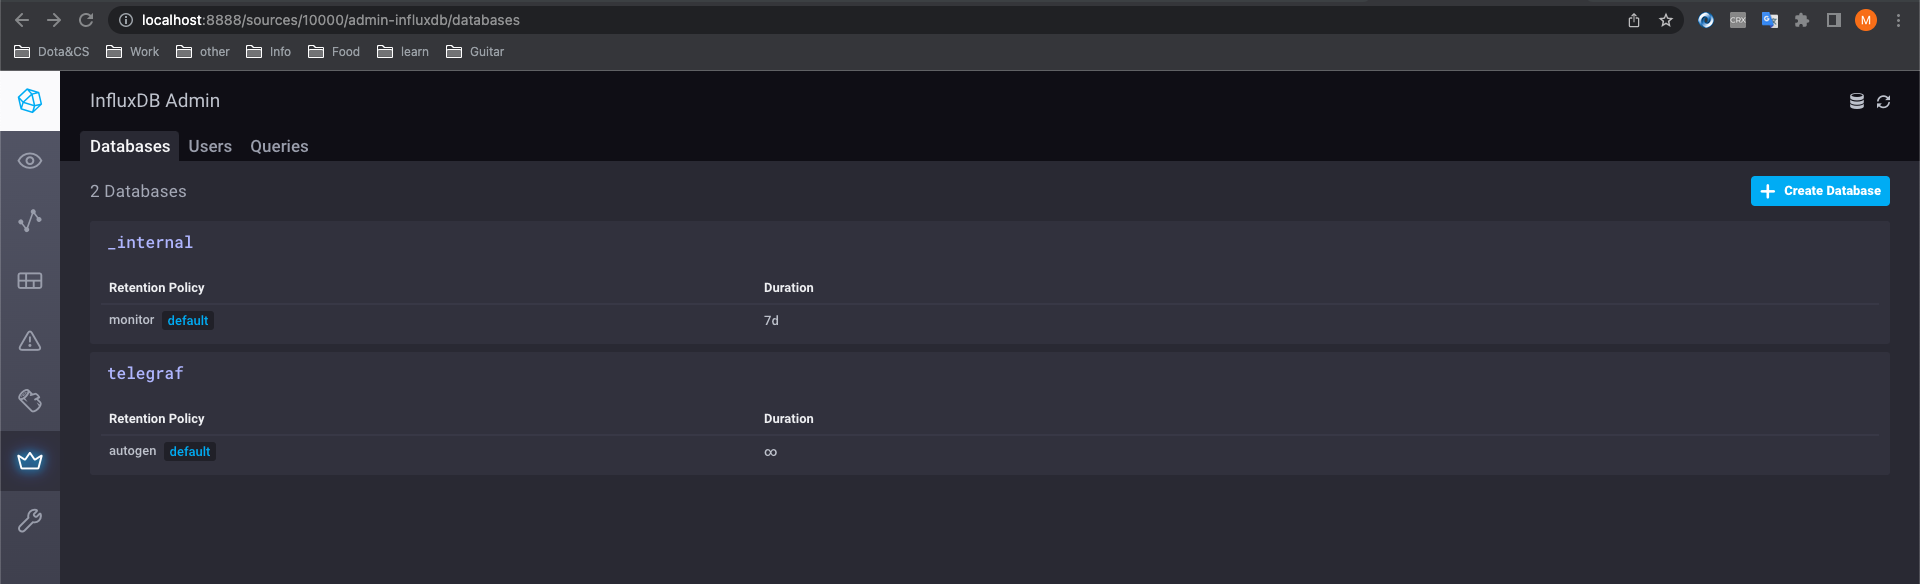 localhost:8888/sources/10000/admin-influxdb/databases
CRX
G
M
Dota&CS Work other Info Food learn Guitar
InfluxDB Admin
Databases Users Queries
2 Databases
Create Database
_internal
Retention Policy Duration
monitor default 7d
telegraf
Retention Policy Duration
autogen default ∞